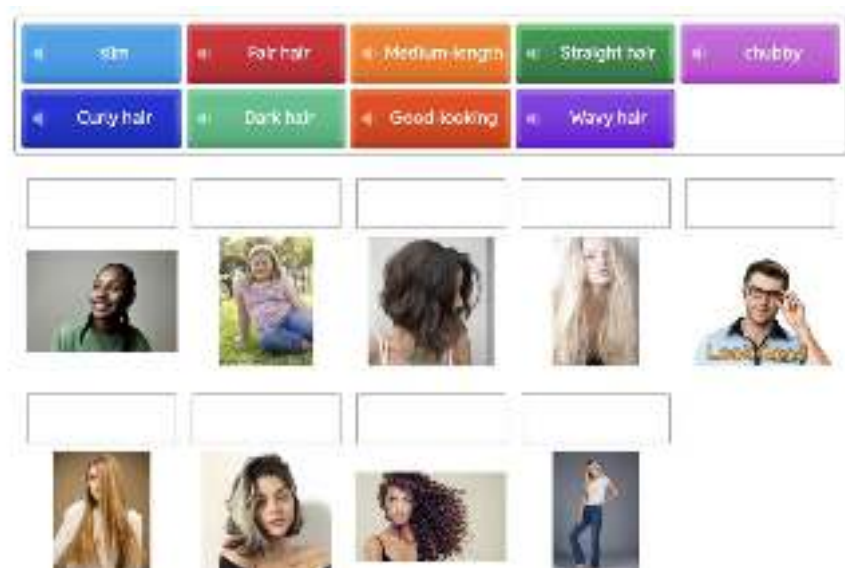 slim
Fair hair
Medium-length
Straight hair
chubby
Curly hair
Dark hair
Good-looking
Wavy hair